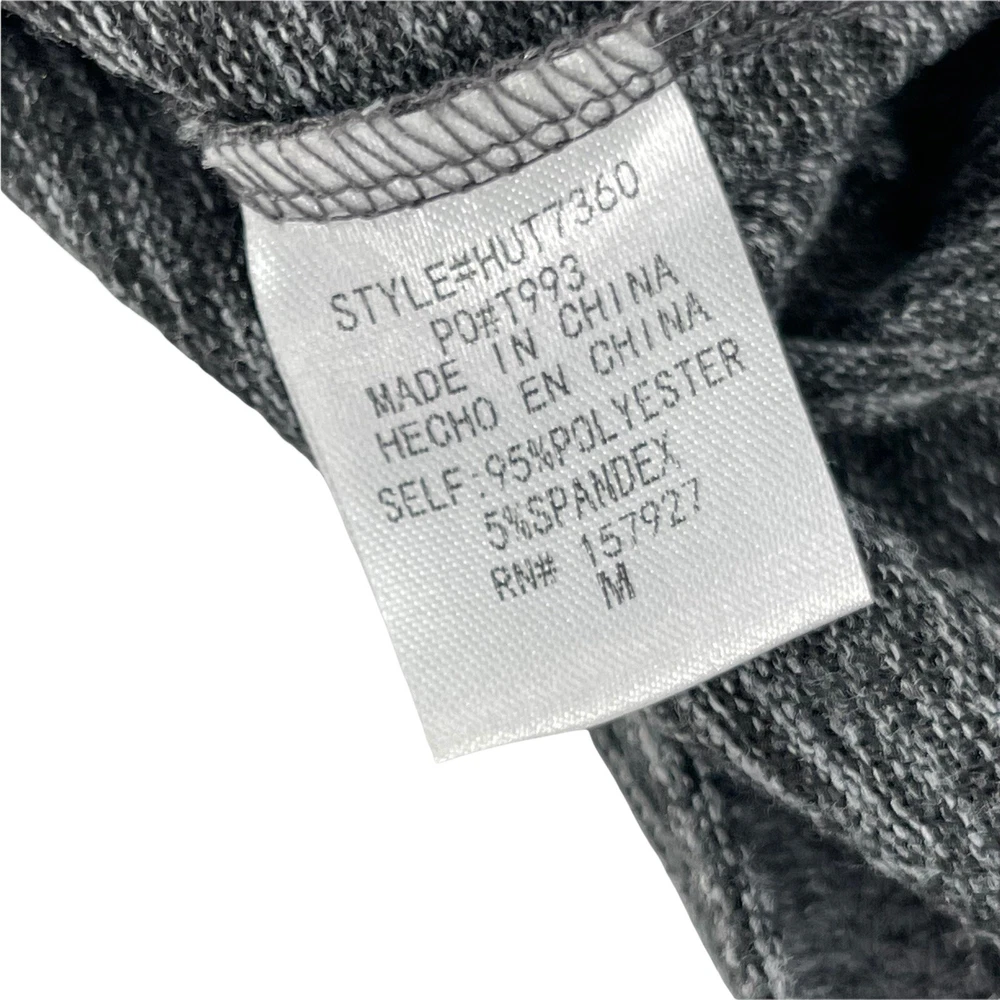 STYLE#HUT7360
PO#T993
MADE IN CHINA
HECHO EN CHINA
SELF:95%POLYESTER
5%SPANDEX
RN# 157927
M